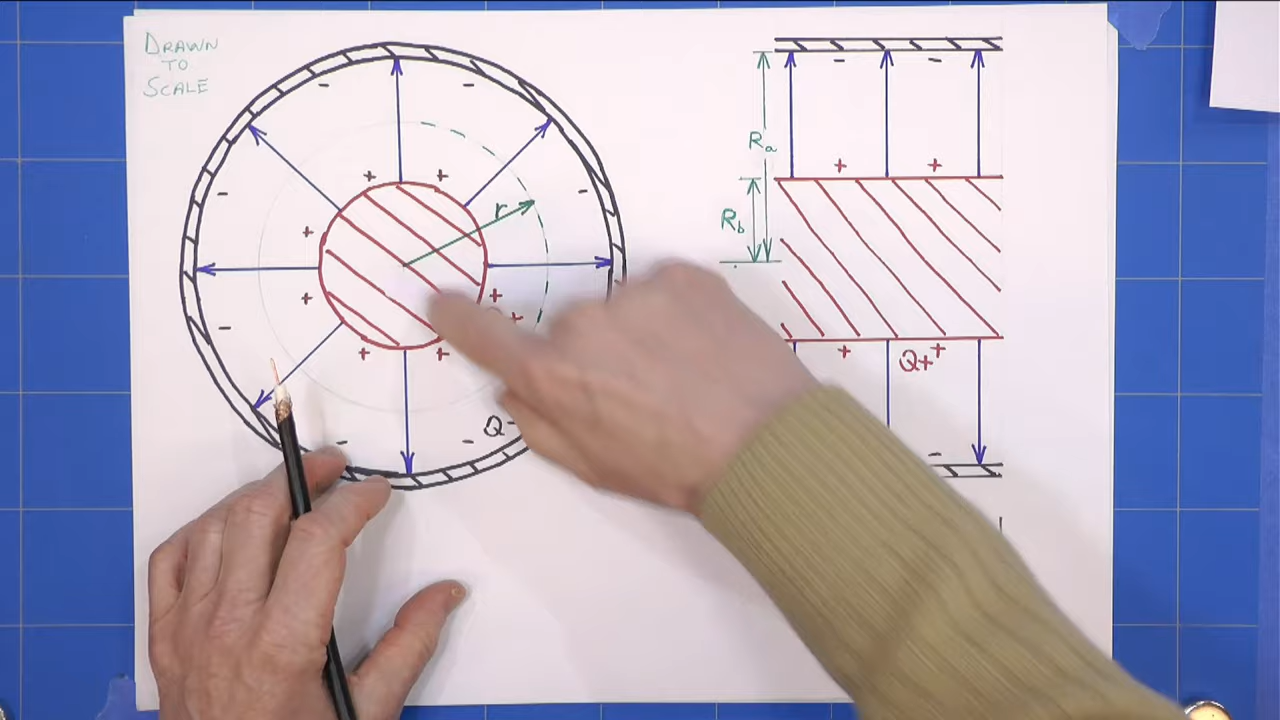 DRAWN
TO
SCALE
-
-
+
+
-
-
+
r
+
+
-
+
+
+
-
-
Q-
Ra
Rb
-
-
+
+
+
Q+
+
-